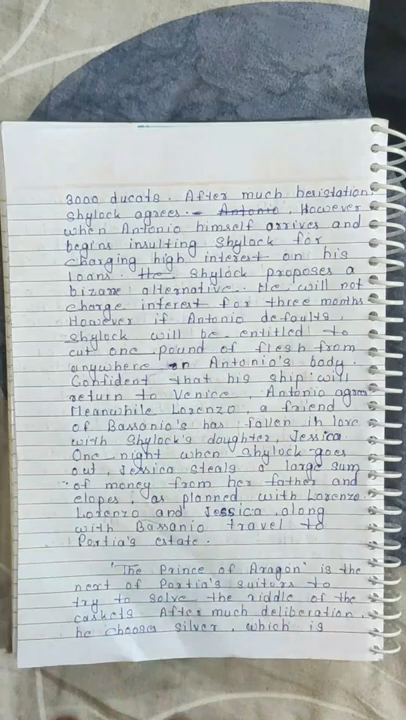 3000 ducats. After much hesistation
Shylock agrees. - Antonio. However
when Antonio himself arrives and
begins insulting Shylock for
charging high interest on his
loans. the Shylock proposes a
bizane alternative. He will not
charge interest for three months
However if Antonio defaults,
Shylock will be entitled to
cut one pound of flesh from
anywhere on Antonio's body.
Confident that his ship will
return to Venice, Antonio agrees
Meanwhile Lorenzo, a friend
of Bassanio's has fallen in love
with Shylock's daughter, Jessica
One night when shylock goes
out, Jessica steals a large sum
of money from her father and
elopes, as planned, with Lorenzo.
Lorenzo and Jessica, along
with Bassanio travel to
Portia's estate.
"The Prince of Aragon" is the
next of Portia's suitors to
try to solve the riddle of the
caskets. After much deliberation,
he chooses silver, which is